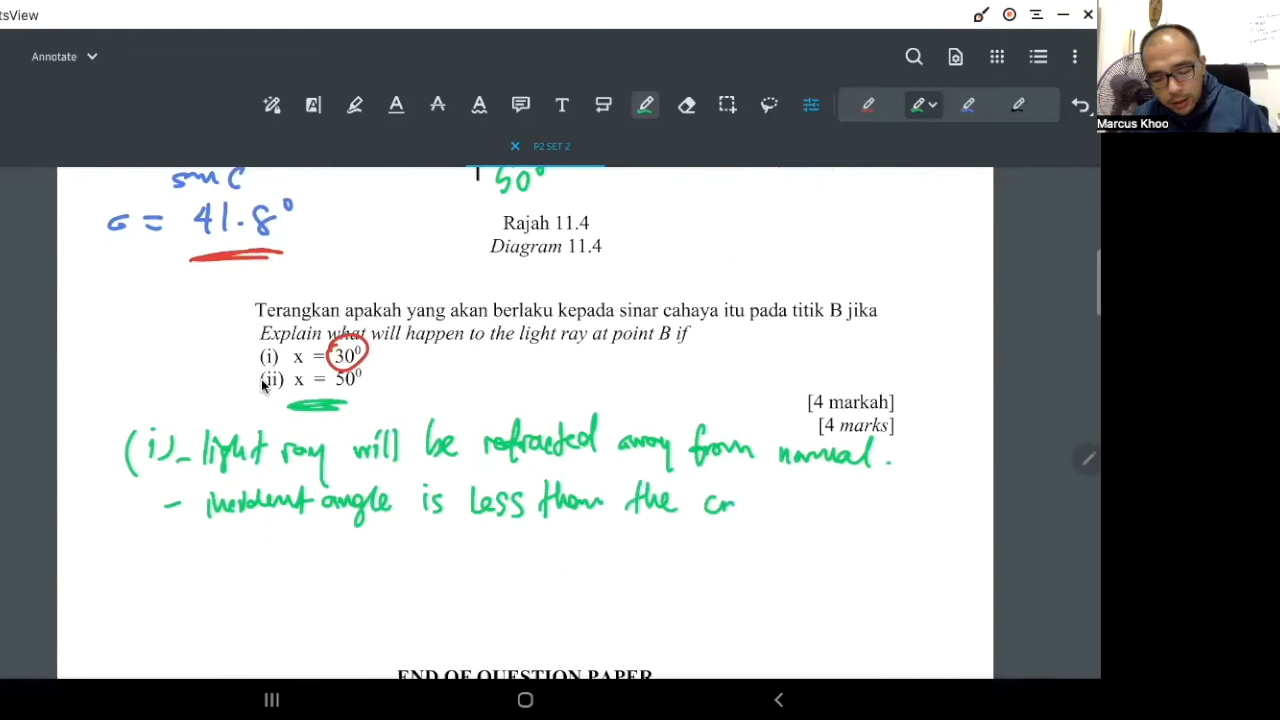 tsView
Annotate
Marcus Khoo
P2 SET 2
sin C
50°
c = 41.8°
Rajah 11.4
Diagram 11.4
Terangkan apakah yang akan berlaku kepada sinar cahaya itu pada titik B jika
Explain what will happen to the light ray at point B if
(i) x = 30⁰
(ii) x = 50⁰
[4 markah]
[4 marks]
(i) - light ray will be refracted away from normal.
- incident angle is less than the cr
END OF QUESTION PAPER